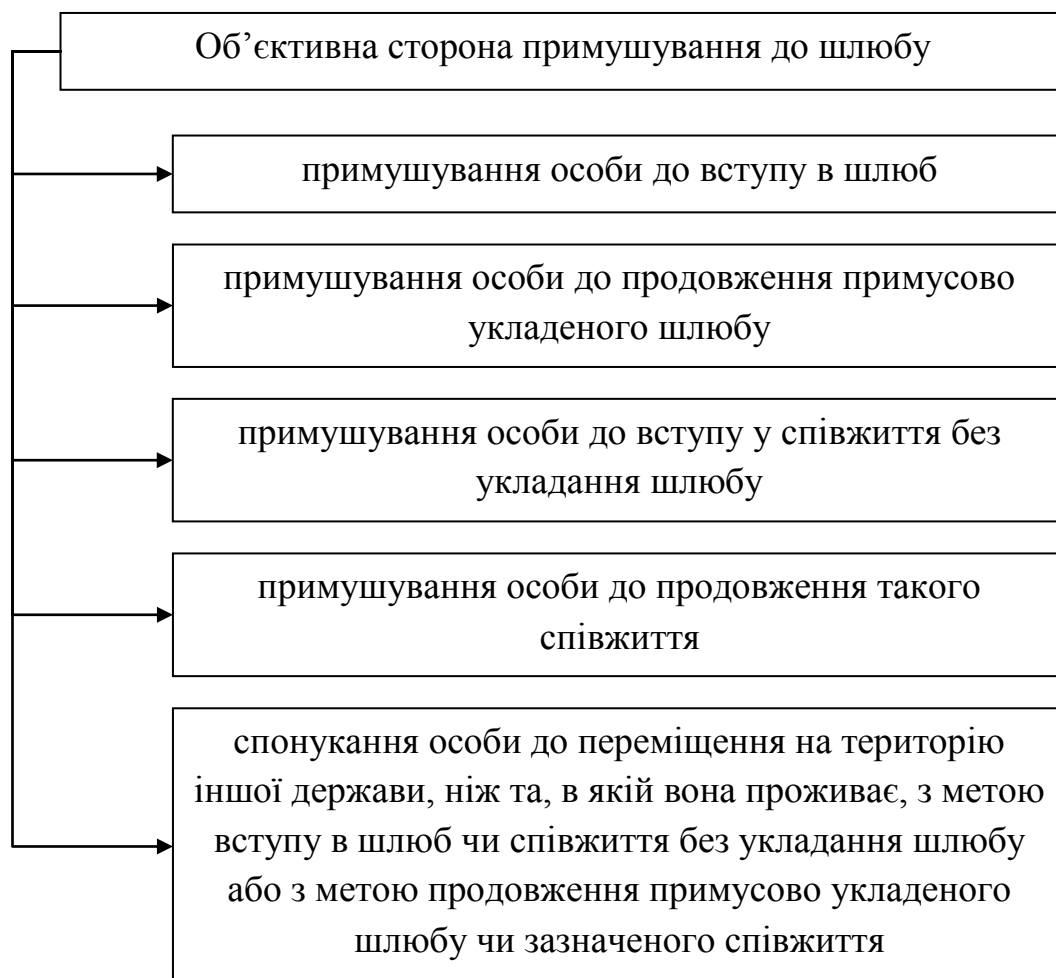 Об’єктивна сторона примушування до шлюбу
примушування особи до вступу в шлюб
примушування особи до продовження примусово
укладеного шлюбу
примушування особи до вступу у співжиття без
укладання шлюбу
примушування особи до продовження такого
співжиття
спонукання особи до переміщення на територію
іншої держави, ніж та, в якій вона проживає, з метою
вступу в шлюб чи співжиття без укладання шлюбу
або з метою продовження примусово укладеного
шлюбу чи зазначеного співжиття